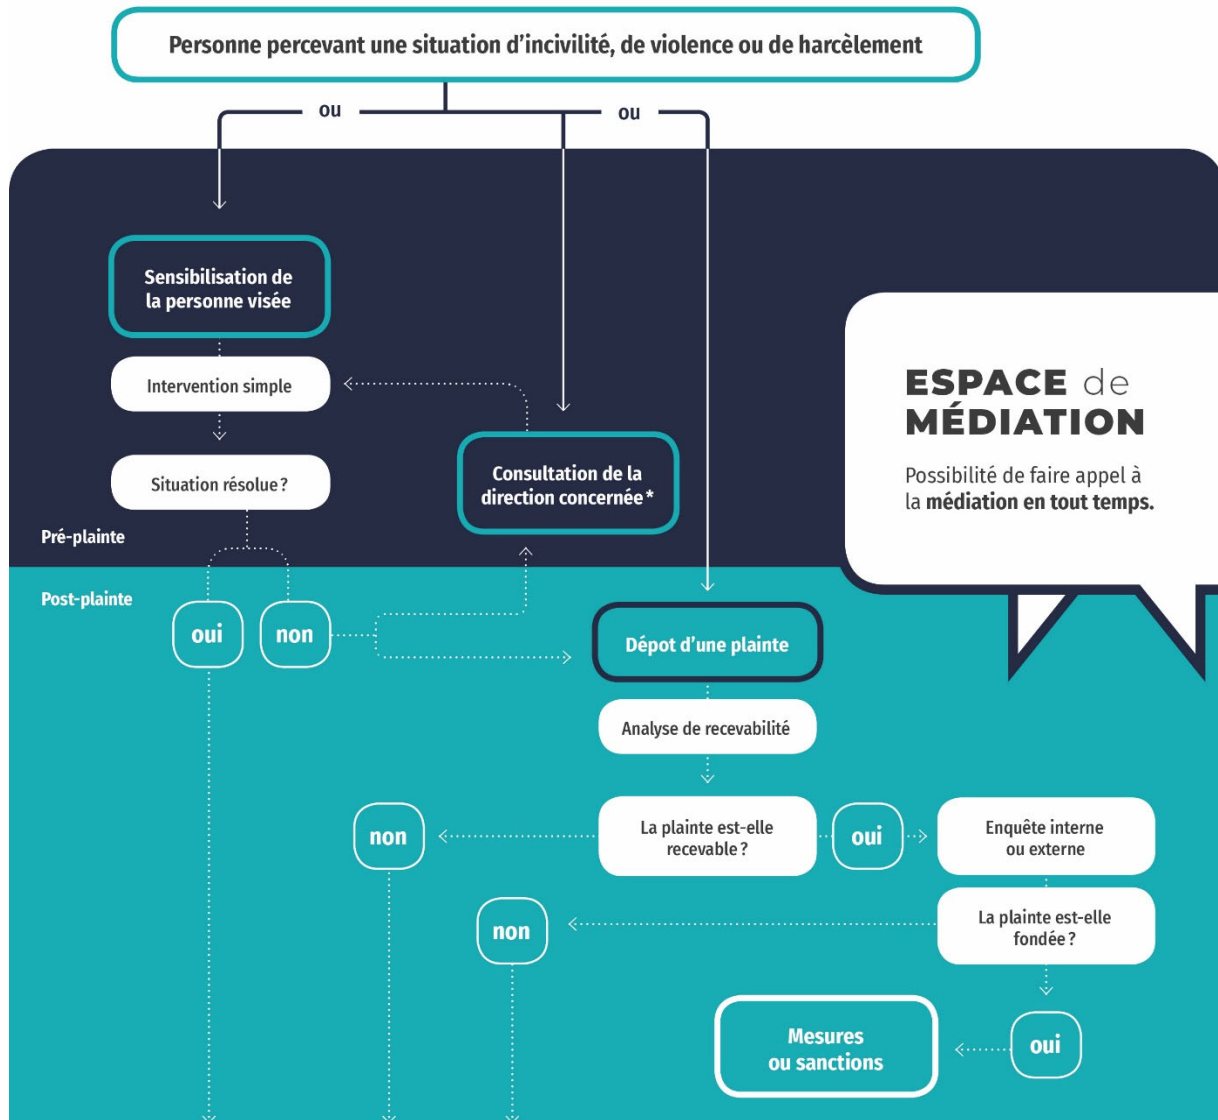 Personne percevant une situation d’incivilité, de violence ou de harcèlement
ou
ou
Sensibilisation de
la personne visée
Intervention simple
Situation résolue ?
Consultation de la
direction concernée *
ESPACE de
MÉDIATION
Possibilité de faire appel à
la médiation en tout temps.
Pré-plainte
Post-plainte
oui
non
Dépot d’une plainte
Analyse de recevabilité
La plainte est-elle
recevable ?
non
oui
Enquête interne
ou externe
La plainte est-elle
fondée ?
non
oui
Mesures
ou sanctions